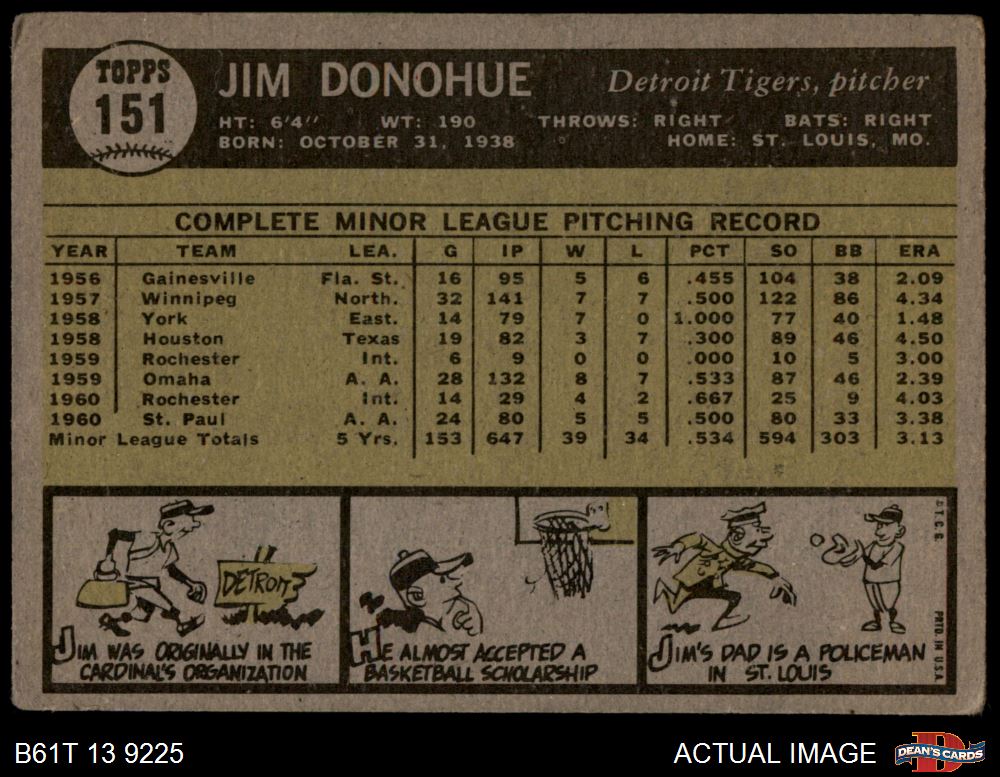 TOPPS
151
JIM DONOHUE
Detroit Tigers, pitcher
HT: 6'4" WT: 190 THROWS: RIGHT BATS: RIGHT
BORN: OCTOBER 31, 1938 HOME: ST. LOUIS, MO.
COMPLETE MINOR LEAGUE PITCHING RECORD
YEAR TEAM LEA. G IP W L PCT SO BB ERA
1956 Gainesville Fla. St. 16 95 5 6 .455 104 38 2.09
1957 Winnipeg North. 32 141 7 7 .500 122 86 4.34
1958 York East. 14 79 7 0 1.000 77 40 1.48
1958 Houston Texas 19 82 3 7 .300 89 46 4.50
1959 Rochester Int. 6 9 0 0 .000 10 5 3.00
1959 Omaha A. A. 28 132 8 7 .533 87 46 2.39
1960 Rochester Int. 14 29 4 2 .667 25 9 4.03
1960 St. Paul A. A. 24 80 5 5 .500 80 33 3.38
Minor League Totals 5 Yrs. 153 647 39 34 .534 594 303 3.13
DETROIT
JIM WAS ORIGINALLY IN THE
CARDINAL'S ORGANIZATION
HE ALMOST ACCEPTED A
BASKETBALL SCHOLARSHIP
JIM'S DAD IS A POLICEMAN
IN ST. LOUIS
© T. C. G. PRTD. IN U.S.A.
B61T 13 9225
ACTUAL IMAGE
D
DEAN'S CARDS